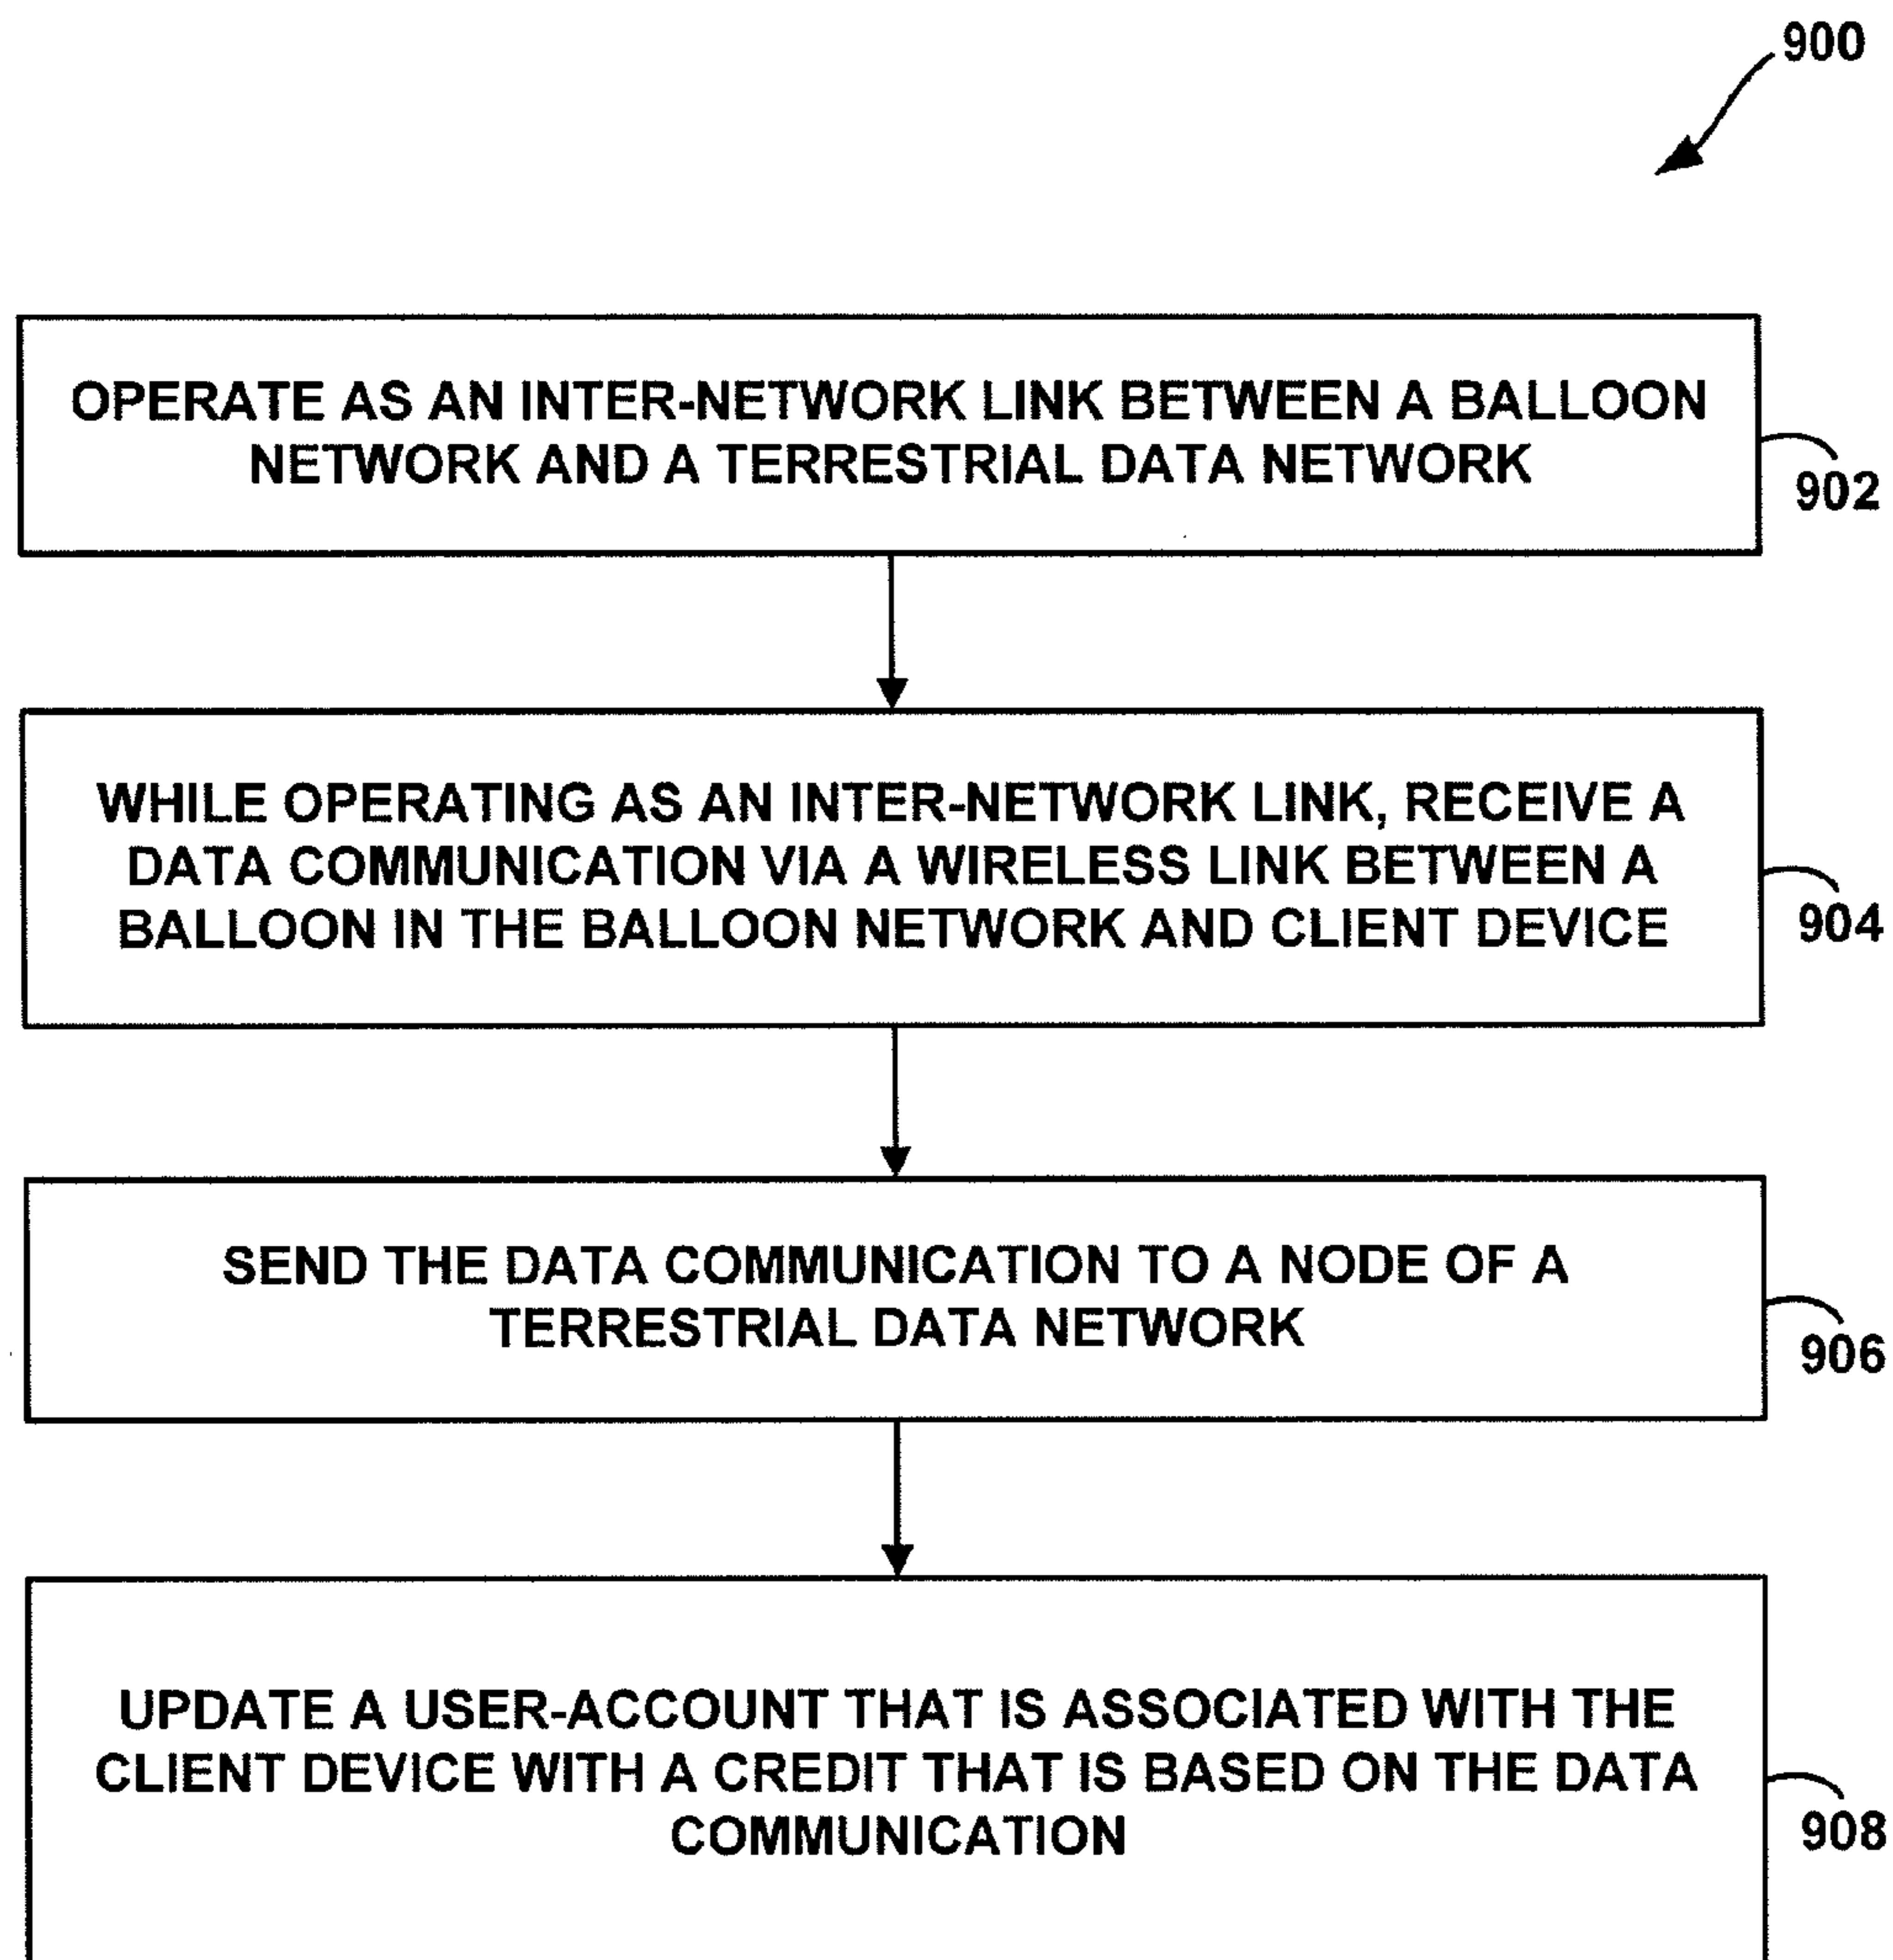 900
OPERATE AS AN INTER-NETWORK LINK BETWEEN A BALLOON
NETWORK AND A TERRESTRIAL DATA NETWORK
902
WHILE OPERATING AS AN INTER-NETWORK LINK, RECEIVE A
DATA COMMUNICATION VIA A WIRELESS LINK BETWEEN A
BALLOON IN THE BALLOON NETWORK AND CLIENT DEVICE
904
SEND THE DATA COMMUNICATION TO A NODE OF A
TERRESTRIAL DATA NETWORK
906
UPDATE A USER-ACCOUNT THAT IS ASSOCIATED WITH THE
CLIENT DEVICE WITH A CREDIT THAT IS BASED ON THE DATA
COMMUNICATION
908